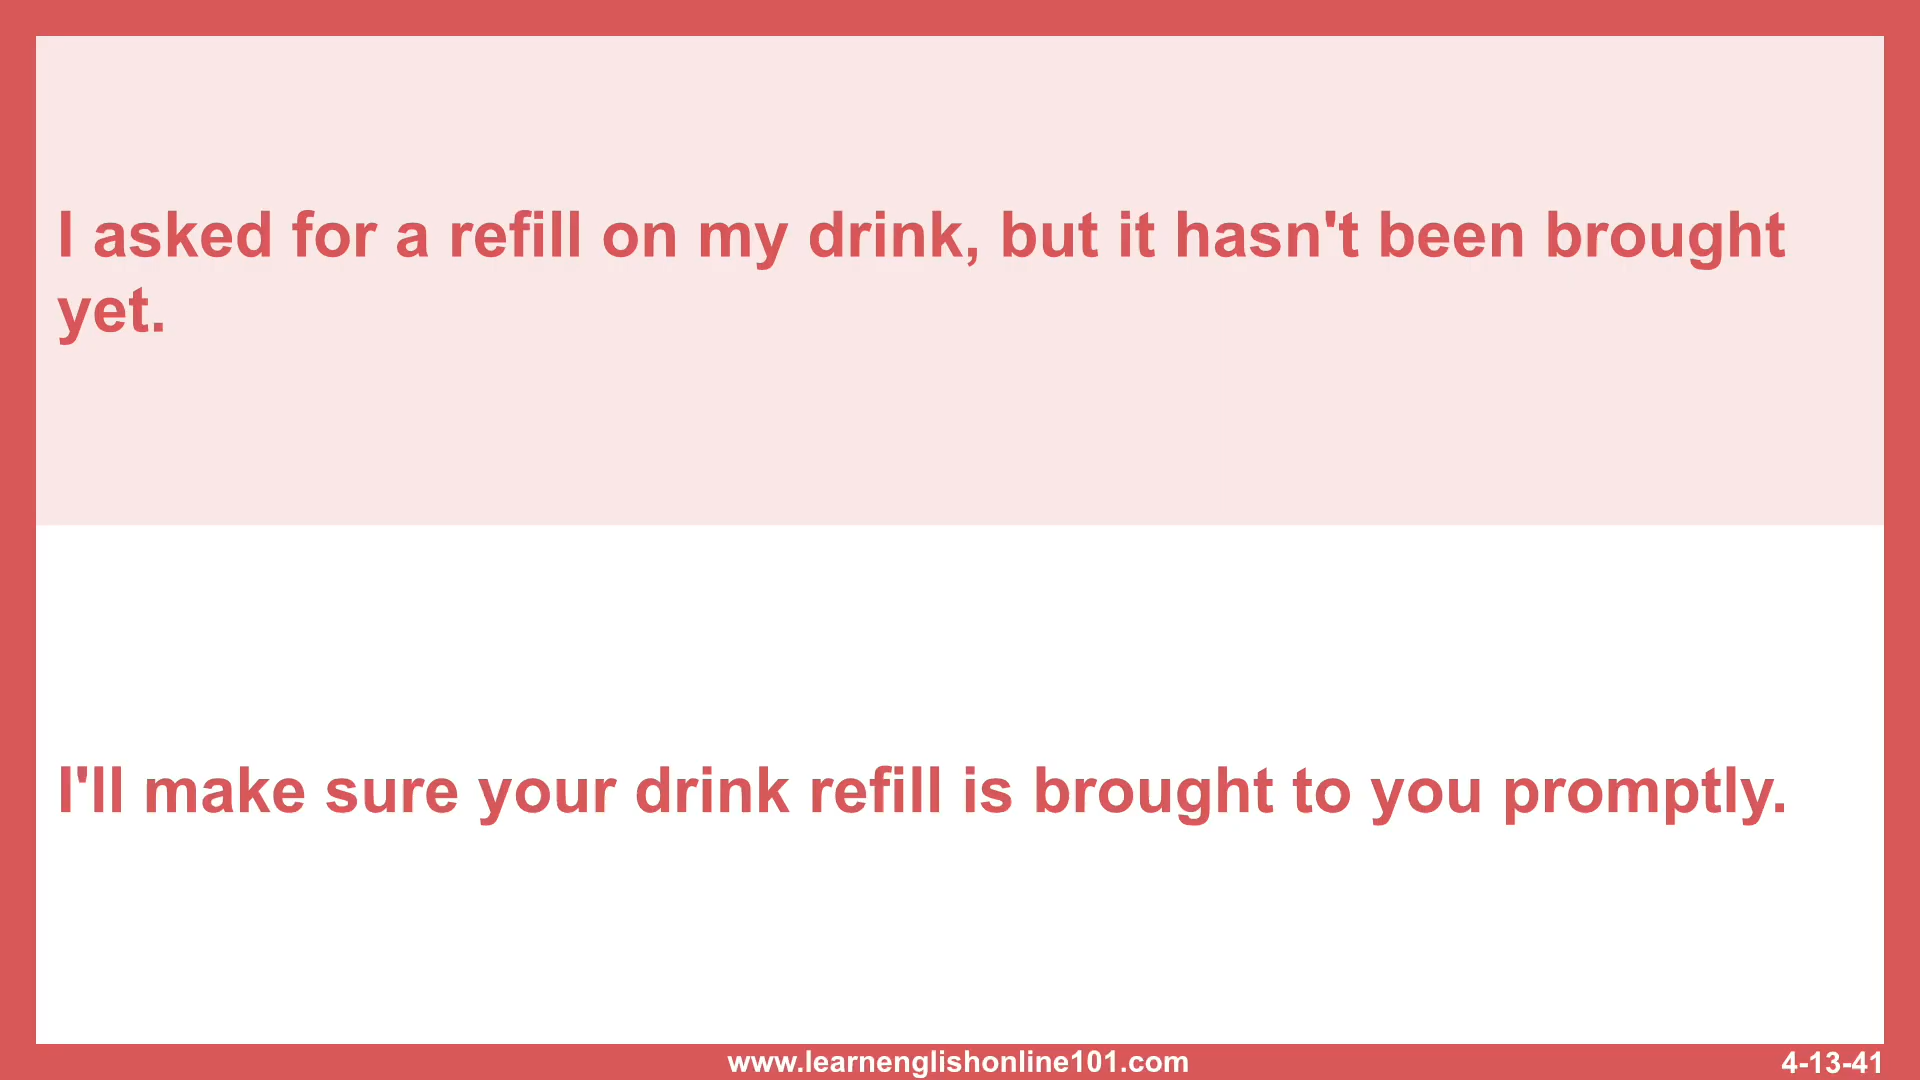 I asked for a refill on my drink, but it hasn't been brought
yet.
I'll make sure your drink refill is brought to you promptly.
www.learnenglishonline101.com
4-13-41